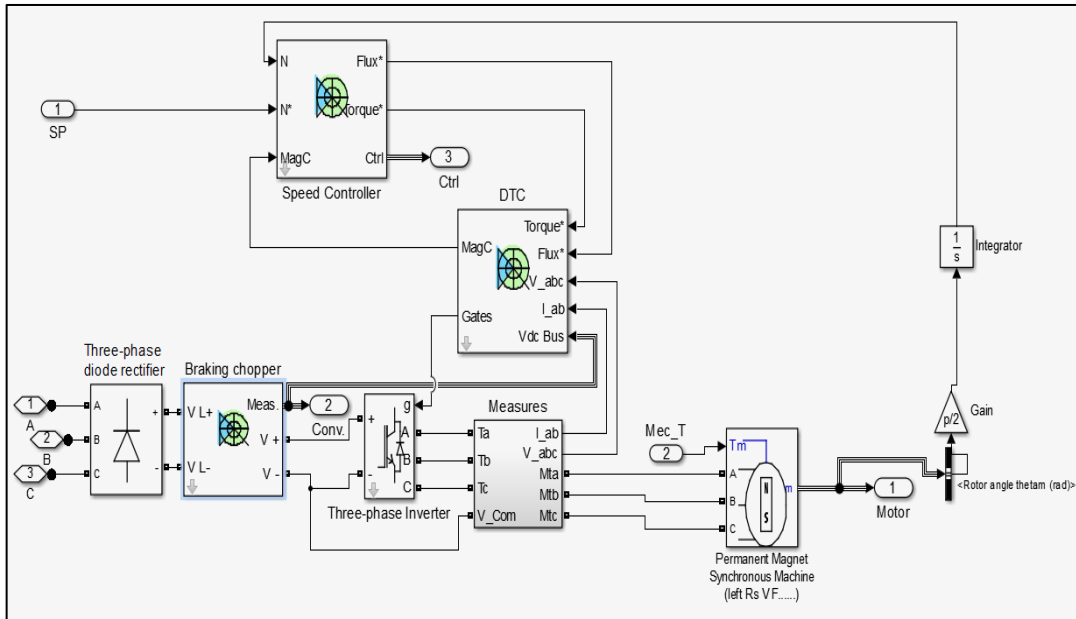 N
Flux*
N*
Torque*
MagC
Ctrl
Speed Controller
1
SP
3
Ctrl
DTC
Torque*
Flux*
MagC
V_abc
I_ab
Gates
Vdc Bus
1
s
Integrator
p/2
Gain
Three-phase
diode rectifier
A
B
C
+
-
1
A
2
B
3
C
Braking chopper
V L+
V L-
Meas.
V +
V -
2
Conv.
g
+
-
A
B
C
Three-phase Inverter
Measures
Ta
Tb
Tc
V_Com
I_ab
V_abc
Mta
Mtb
Mtc
Mec_T
2
Tm
A
B
C
N
S
m
Permanent Magnet
Synchronous Machine
(left Rs VF......)
1
Motor
<Rotor angle thetam (rad)>